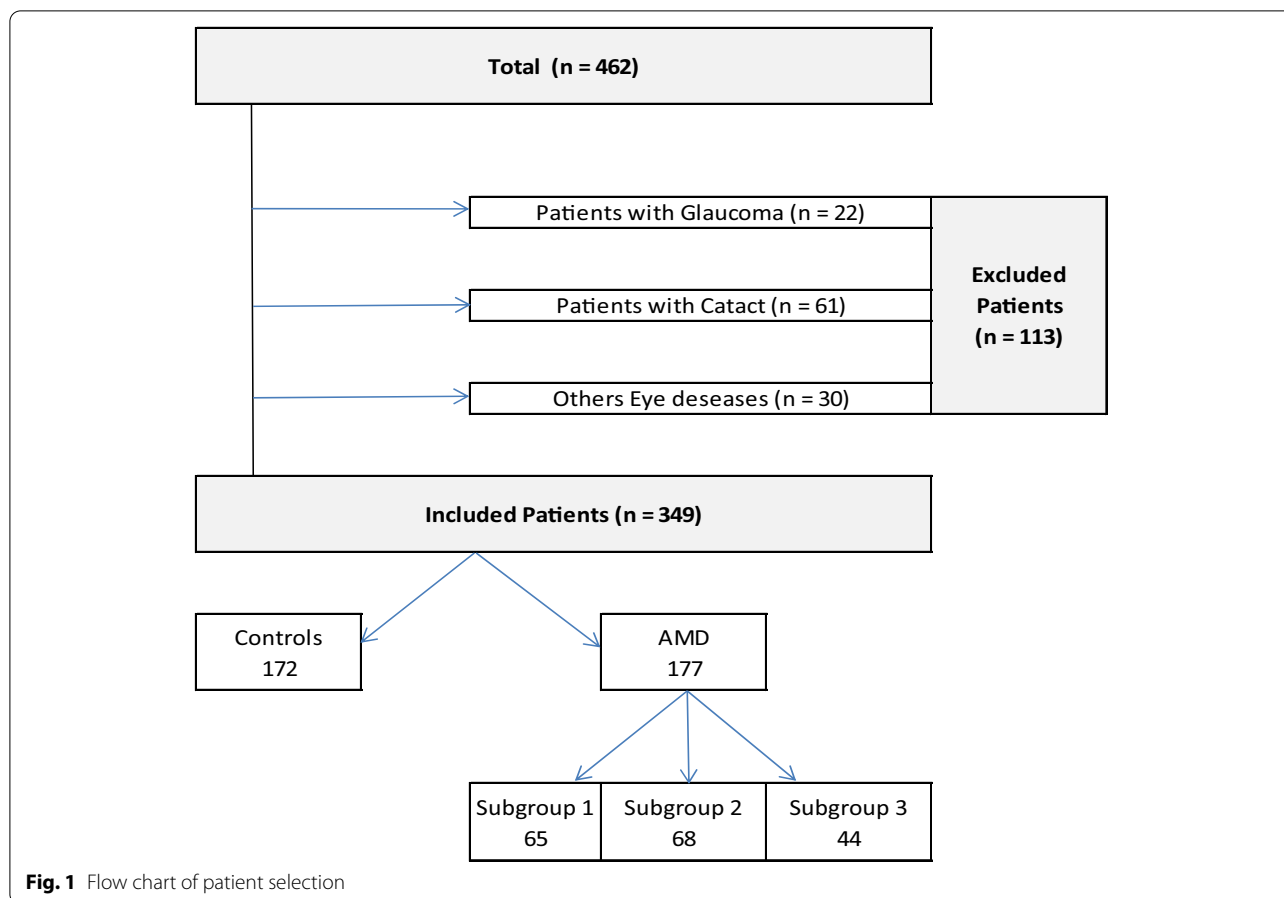 Total (n = 462)
Patients with Glaucoma (n = 22)
Patients with Catact (n = 61)
Others Eye deseases (n = 30)
Excluded
Patients
(n = 113)
Included Patients (n = 349)
Controls
172
AMD
177
Subgroup 1
65
Subgroup 2
68
Subgroup 3
44
Fig. 1 Flow chart of patient selection